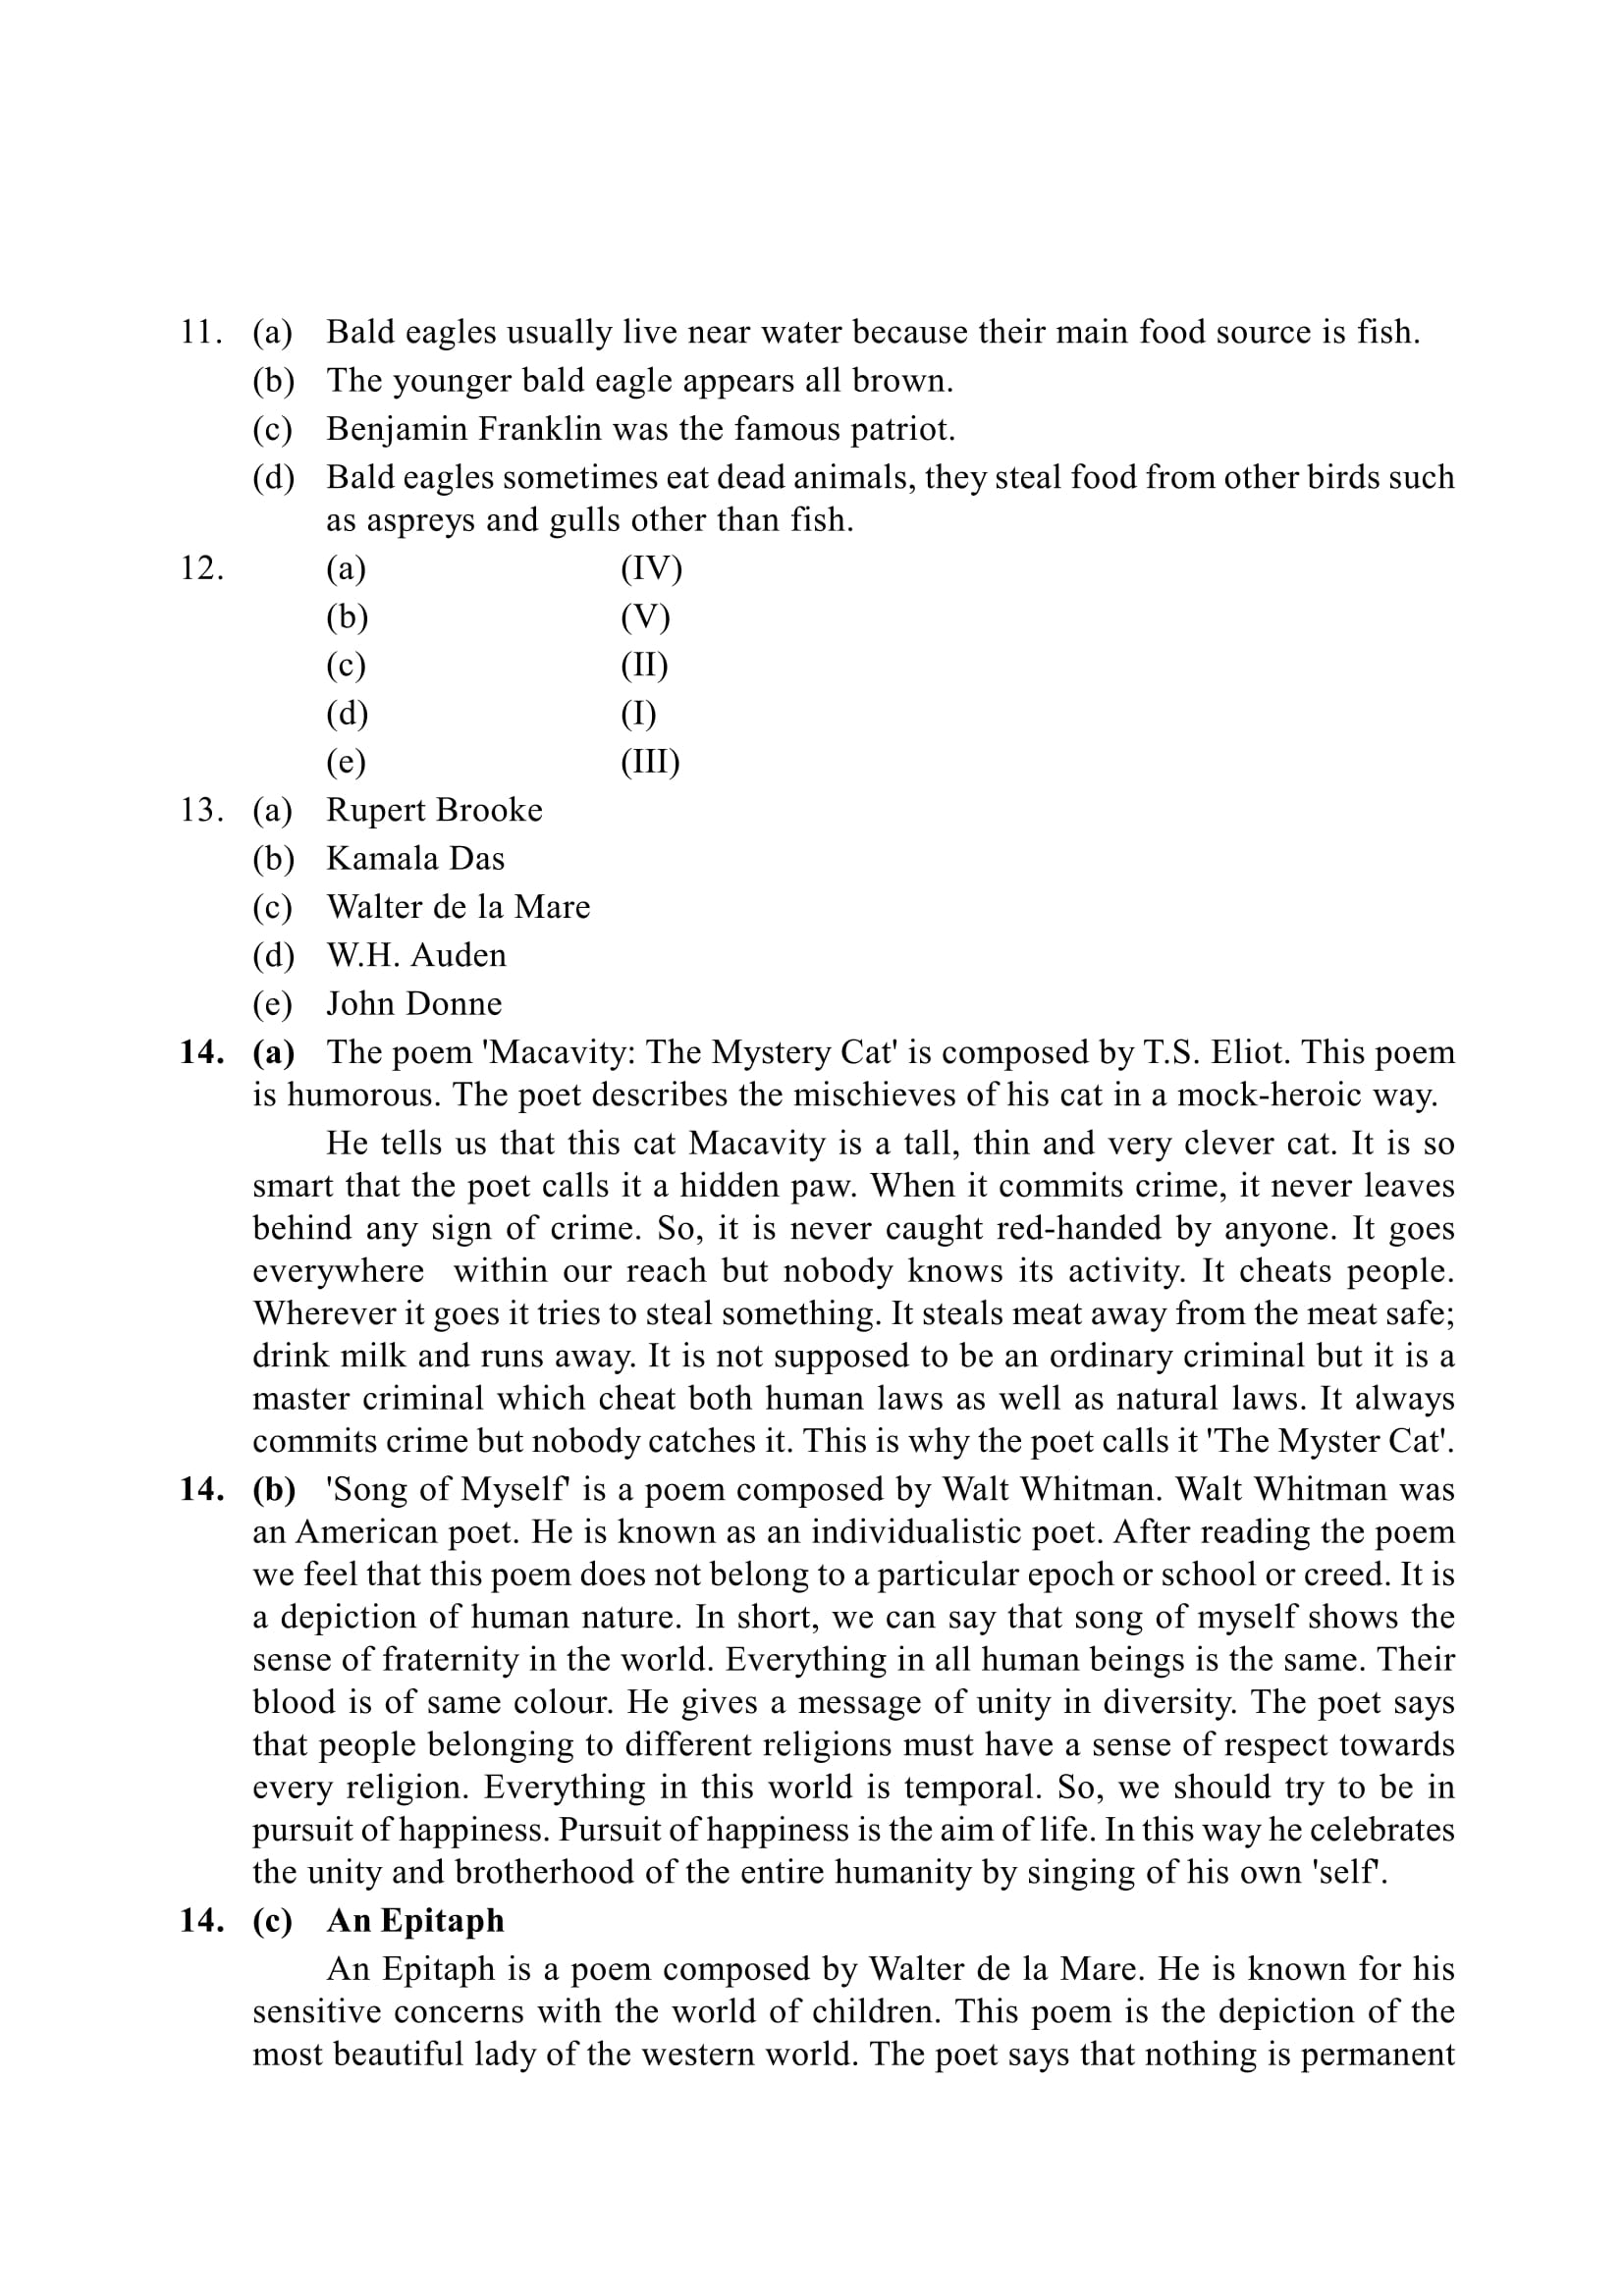 11. (a) Bald eagles usually live near water because their main food source is fish.
(b) The younger bald eagle appears all brown.
(c) Benjamin Franklin was the famous patriot.
(d) Bald eagles sometimes eat dead animals, they steal food from other birds such
as aspreys and gulls other than fish.
12. (a) (IV)
(b) (V)
(c) (II)
(d) (I)
(e) (III)
13. (a) Rupert Brooke
(b) Kamala Das
(c) Walter de la Mare
(d) W.H. Auden
(e) John Donne
14. (a) The poem 'Macavity: The Mystery Cat' is composed by T.S. Eliot. This poem
is humorous. The poet describes the mischieves of his cat in a mock-heroic way.
He tells us that this cat Macavity is a tall, thin and very clever cat. It is so
smart that the poet calls it a hidden paw. When it commits crime, it never leaves
behind any sign of crime. So, it is never caught red-handed by anyone. It goes
everywhere within our reach but nobody knows its activity. It cheats people.
Wherever it goes it tries to steal something. It steals meat away from the meat safe;
drink milk and runs away. It is not supposed to be an ordinary criminal but it is a
master criminal which cheat both human laws as well as natural laws. It always
commits crime but nobody catches it. This is why the poet calls it 'The Myster Cat'.
14. (b) 'Song of Myself' is a poem composed by Walt Whitman. Walt Whitman was
an American poet. He is known as an individualistic poet. After reading the poem
we feel that this poem does not belong to a particular epoch or school or creed. It is
a depiction of human nature. In short, we can say that song of myself shows the
sense of fraternity in the world. Everything in all human beings is the same. Their
blood is of same colour. He gives a message of unity in diversity. The poet says
that people belonging to different religions must have a sense of respect towards
every religion. Everything in this world is temporal. So, we should try to be in
pursuit of happiness. Pursuit of happiness is the aim of life. In this way he celebrates
the unity and brotherhood of the entire humanity by singing of his own 'self'.
14. (c) An Epitaph
An Epitaph is a poem composed by Walter de la Mare. He is known for his
sensitive concerns with the world of children. This poem is the depiction of the
most beautiful lady of the western world. The poet says that nothing is permanent